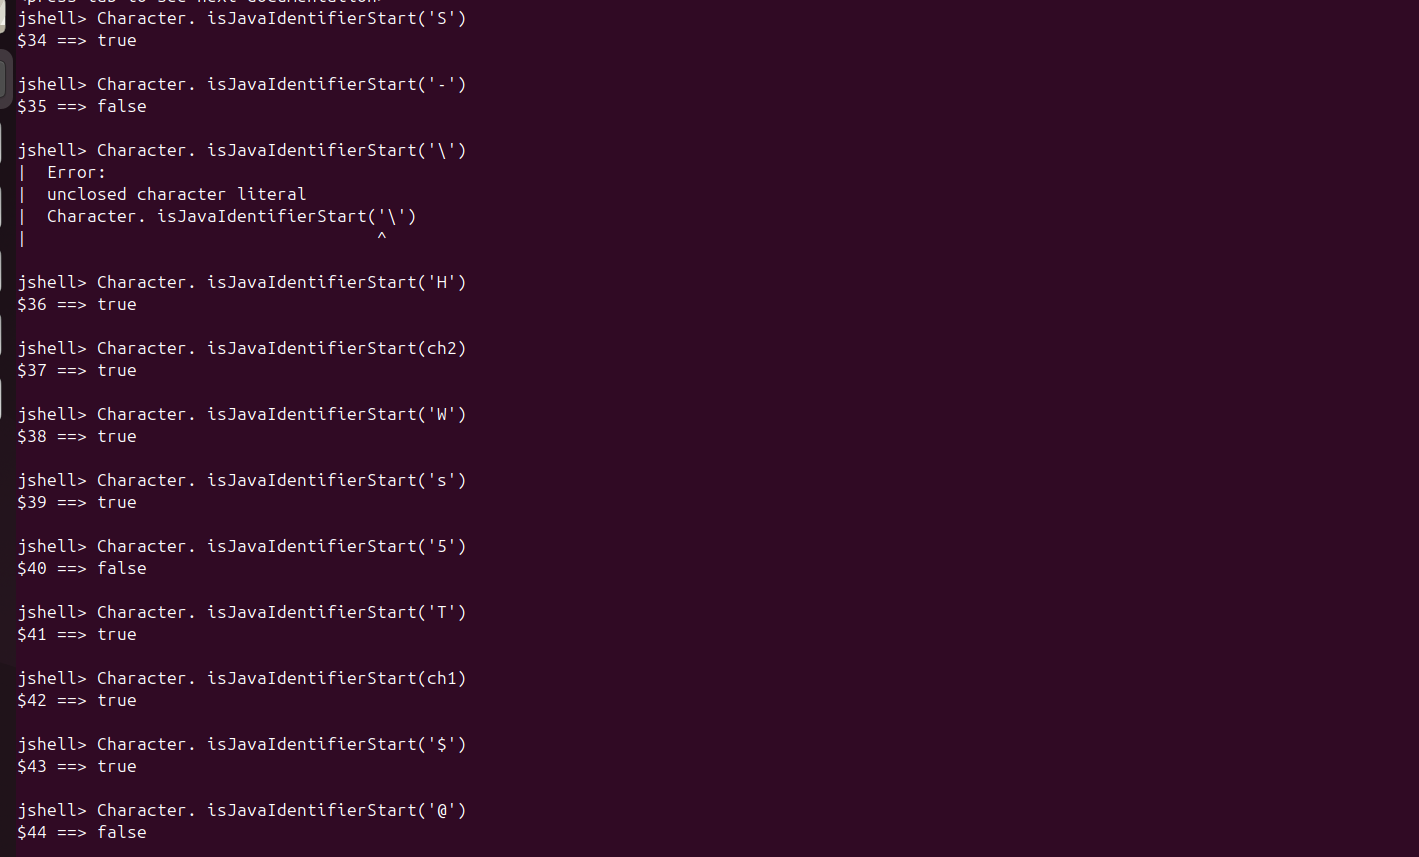 jshell> Character. isJavaIdentifierStart('S')
$34 ==> true
jshell> Character. isJavaIdentifierStart('-')
$35 ==> false
jshell> Character. isJavaIdentifierStart('\')
|  Error:
|  unclosed character literal
|  Character. isJavaIdentifierStart('\')
|                                   ^
jshell> Character. isJavaIdentifierStart('H')
$36 ==> true
jshell> Character. isJavaIdentifierStart(ch2)
$37 ==> true
jshell> Character. isJavaIdentifierStart('W')
$38 ==> true
jshell> Character. isJavaIdentifierStart('s')
$39 ==> true
jshell> Character. isJavaIdentifierStart('5')
$40 ==> false
jshell> Character. isJavaIdentifierStart('T')
$41 ==> true
jshell> Character. isJavaIdentifierStart(ch1)
$42 ==> true
jshell> Character. isJavaIdentifierStart('$')
$43 ==> true
jshell> Character. isJavaIdentifierStart('@')
$44 ==> false